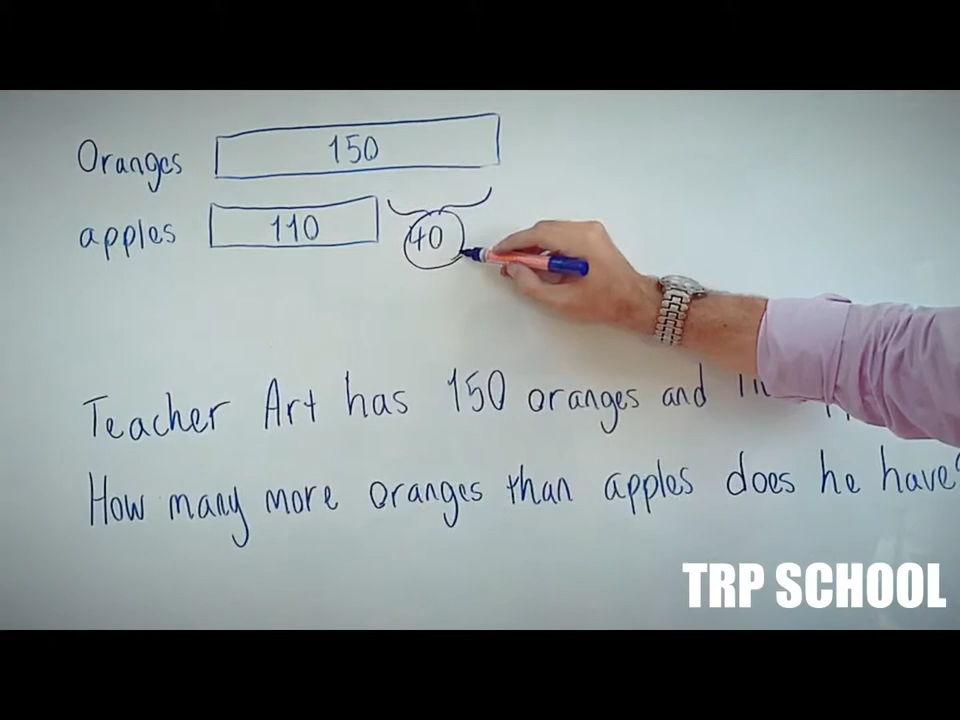 Oranges 150
apples 110 40
Teacher Art has 150 oranges and
How many more oranges than apples does he have?
TRP SCHOOL